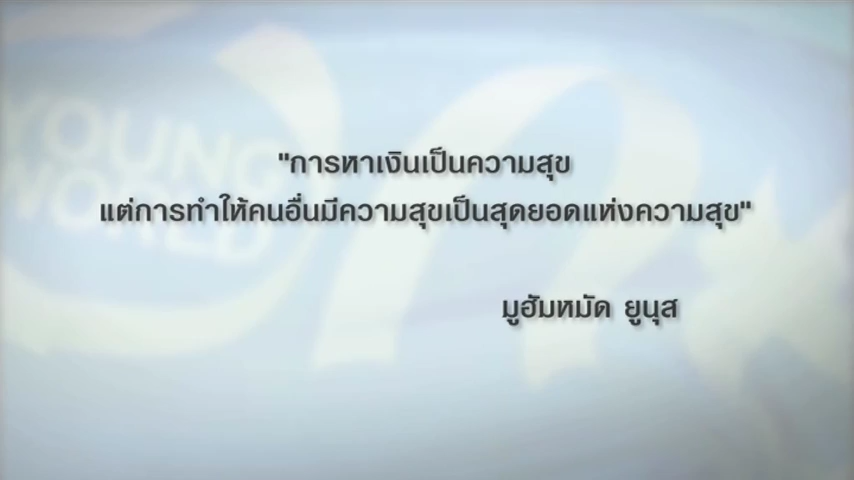 YOUNG
WORLD
"การหาเงินเป็นความสุข
แต่การทำให้คนอื่นมีความสุขเป็นสุดยอดแห่งความสุข"
มูฮัมหมัด ยูนุส